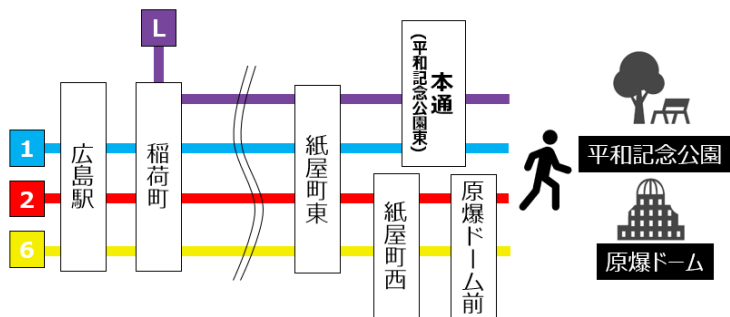 L
1
2
6
広島駅
稲荷町
紙屋町東
本通
(平和記念公園東)
紙屋町西
原爆ドーム前
平和記念公園
原爆ドーム